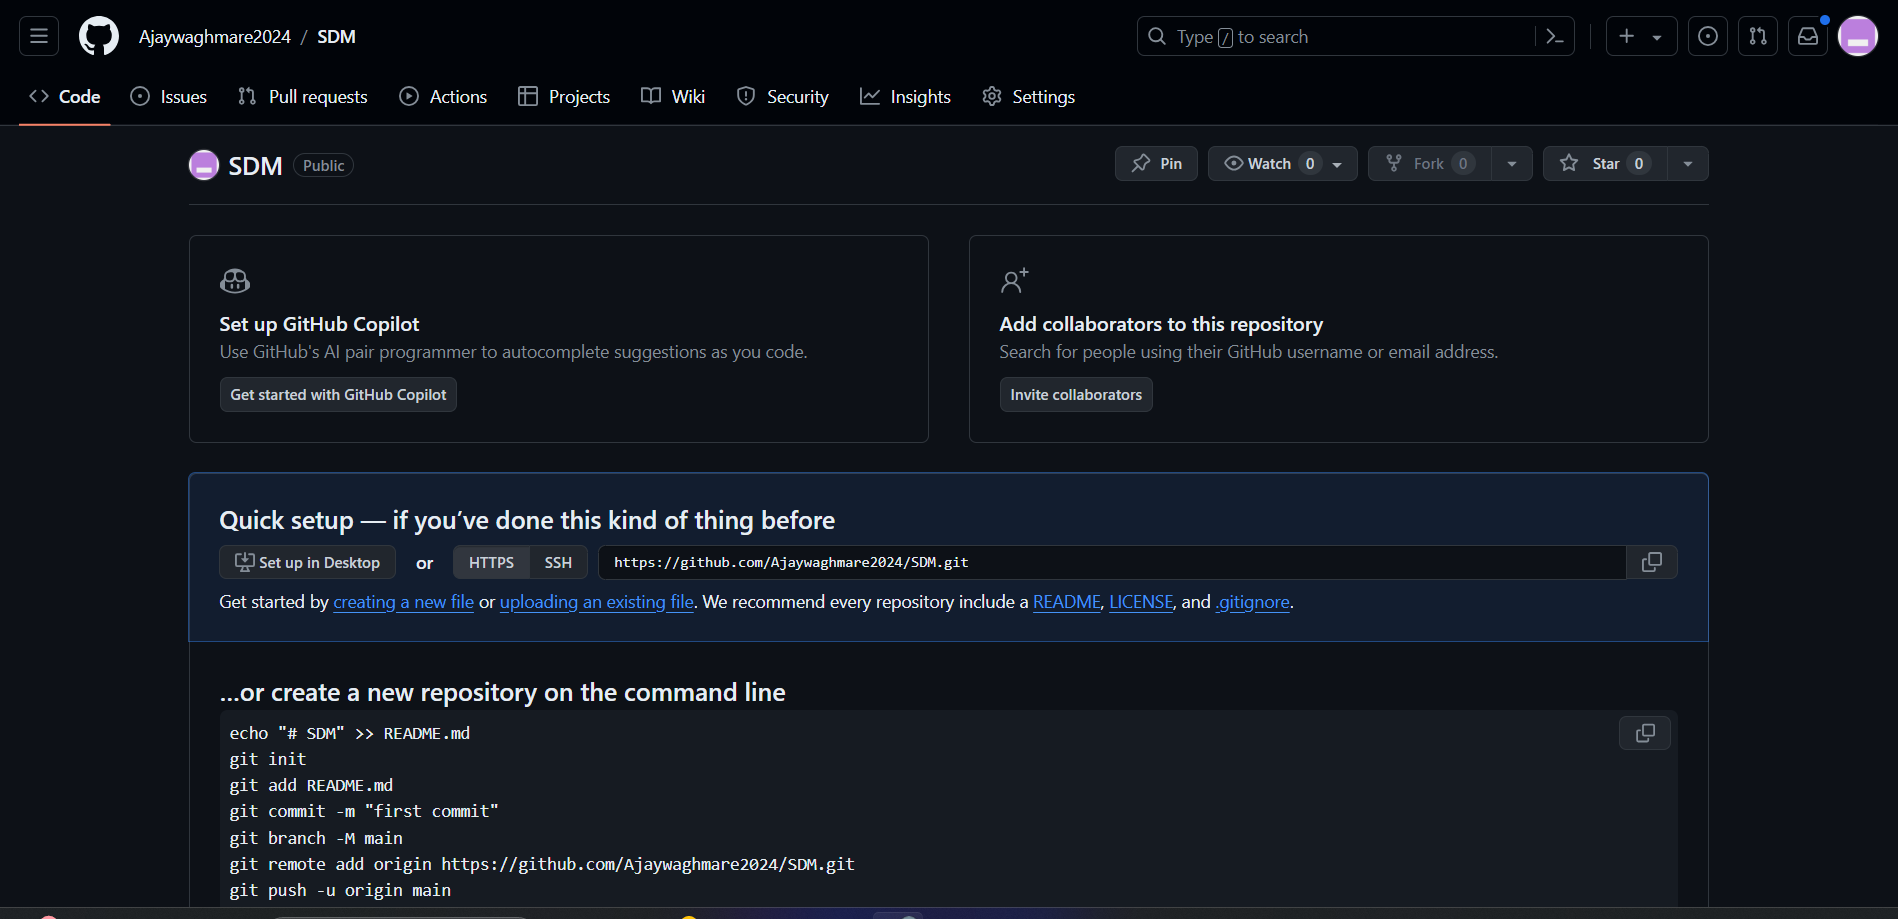 Ajaywaghmare2024 / SDM
Type / to search
Code Issues Pull requests Actions Projects Wiki Security Insights Settings
SDM Public
Pin Watch 0 Fork 0 Star 0
Set up GitHub Copilot
Use GitHub's AI pair programmer to autocomplete suggestions as you code.
Get started with GitHub Copilot
Add collaborators to this repository
Search for people using their GitHub username or email address.
Invite collaborators
Quick setup — if you’ve done this kind of thing before
Set up in Desktop or HTTPS SSH https://github.com/Ajaywaghmare2024/SDM.git
Get started by creating a new file or uploading an existing file. We recommend every repository include a README, LICENSE, and .gitignore.
…or create a new repository on the command line
echo "# SDM" >> README.md
git init
git add README.md
git commit -m "first commit"
git branch -M main
git remote add origin https://github.com/Ajaywaghmare2024/SDM.git
git push -u origin main